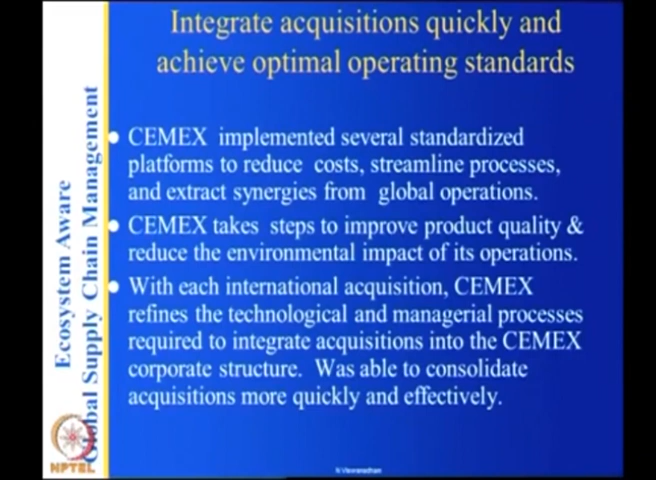 Integrate acquisitions quickly and
achieve optimal operating standards
CEMEX implemented several standardized
platforms to reduce costs, streamline processes,
and extract synergies from global operations.
CEMEX takes steps to improve product quality &
reduce the environmental impact of its operations.
With each international acquisition, CEMEX
refines the technological and managerial processes
required to integrate acquisitions into the CEMEX
corporate structure. Was able to consolidate
acquisitions more quickly and effectively.
Ecosystem Aware
Global Supply Chain Management
NPTEL
N Viswanadham